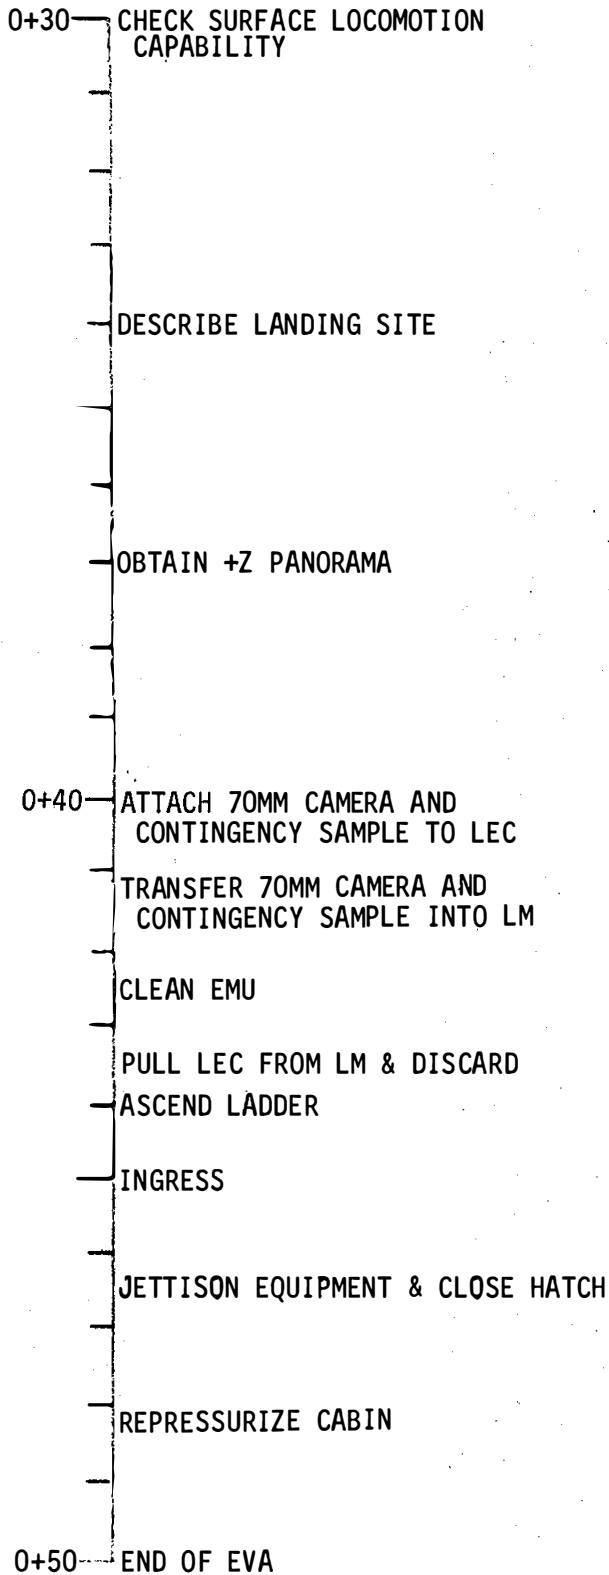 0+30 CHECK SURFACE LOCOMOTION
CAPABILITY
DESCRIBE LANDING SITE
OBTAIN +Z PANORAMA
0+40 ATTACH 70MM CAMERA AND
CONTINGENCY SAMPLE TO LEC
TRANSFER 70MM CAMERA AND
CONTINGENCY SAMPLE INTO LM
CLEAN EMU
PULL LEC FROM LM & DISCARD
ASCEND LADDER
INGRESS
JETTISON EQUIPMENT & CLOSE HATCH
REPRESSURIZE CABIN
0+50 END OF EVA